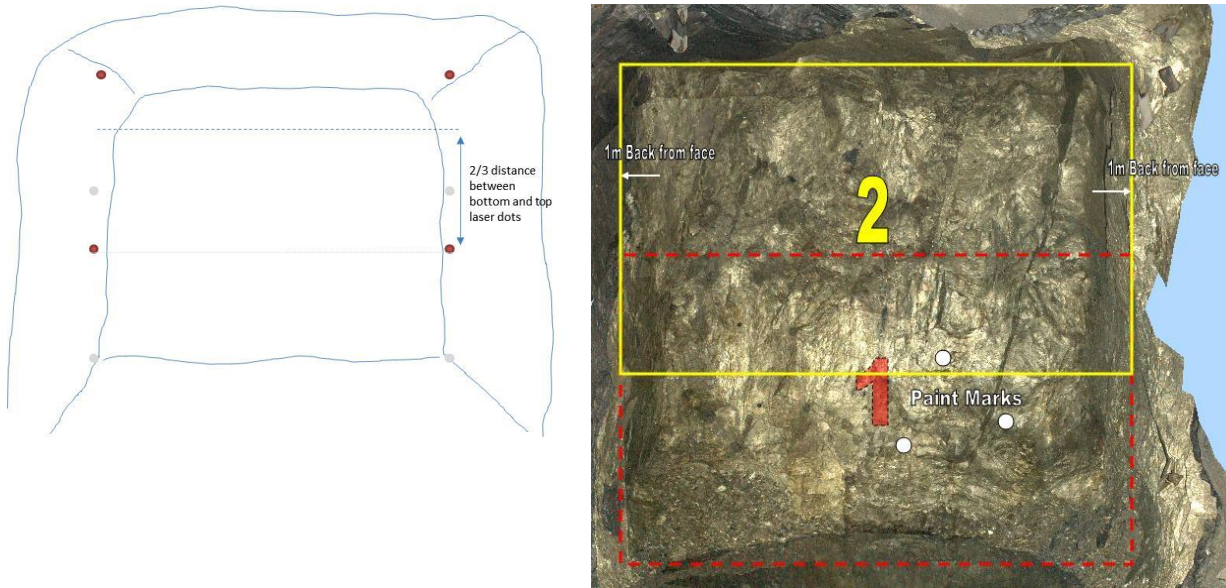 2/3 distance
between
bottom and top
laser dots
1m Back from face
1m Back from face
2
1
Paint Marks